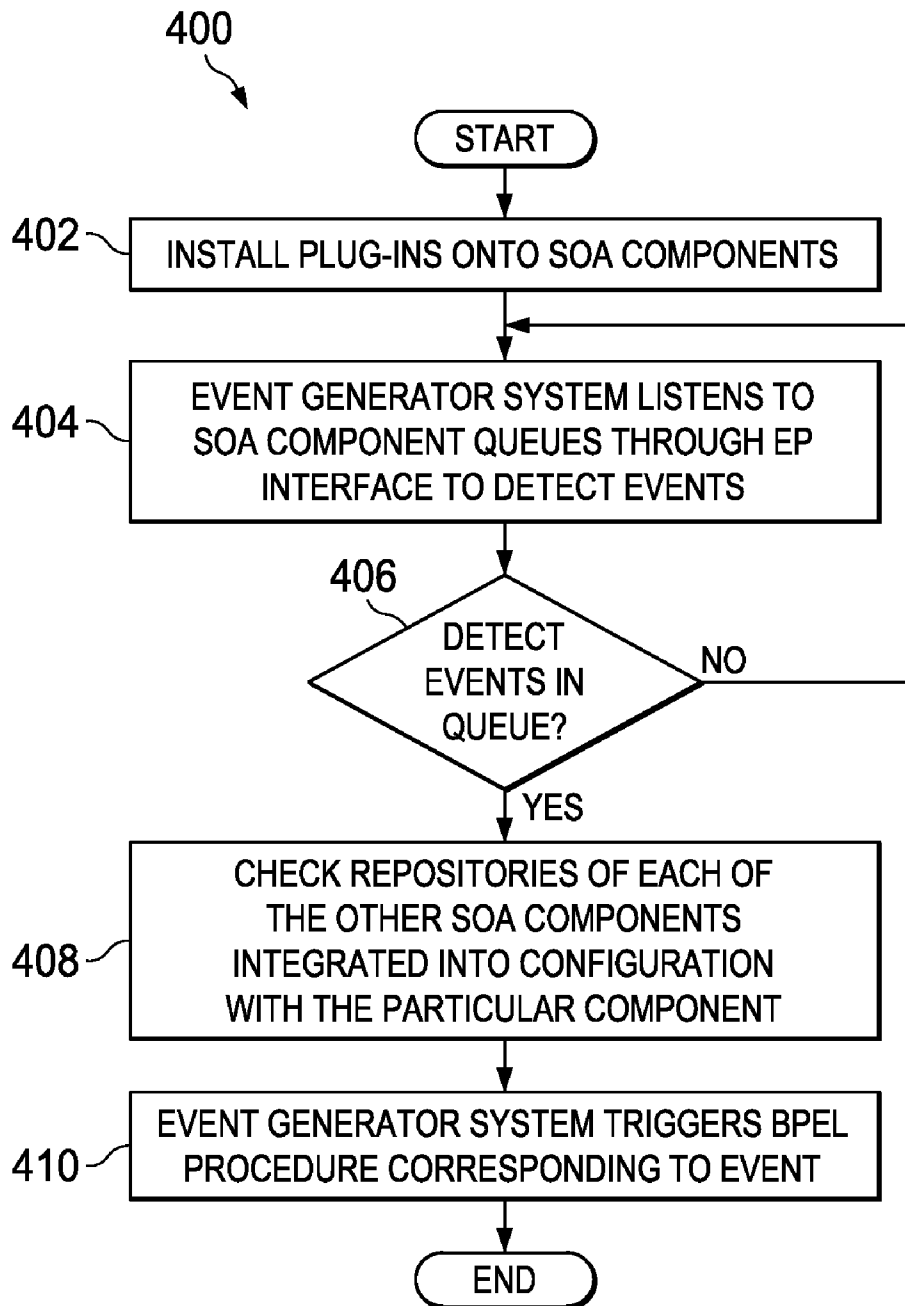 400
START
402
INSTALL PLUG-INS ONTO SOA COMPONENTS
404
EVENT GENERATOR SYSTEM LISTENS TO
SOA COMPONENT QUEUES THROUGH EP
INTERFACE TO DETECT EVENTS
406
DETECT
EVENTS IN
QUEUE?
NO
YES
408
CHECK REPOSITORIES OF EACH OF
THE OTHER SOA COMPONENTS
INTEGRATED INTO CONFIGURATION
WITH THE PARTICULAR COMPONENT
410
EVENT GENERATOR SYSTEM TRIGGERS BPEL
PROCEDURE CORRESPONDING TO EVENT
END